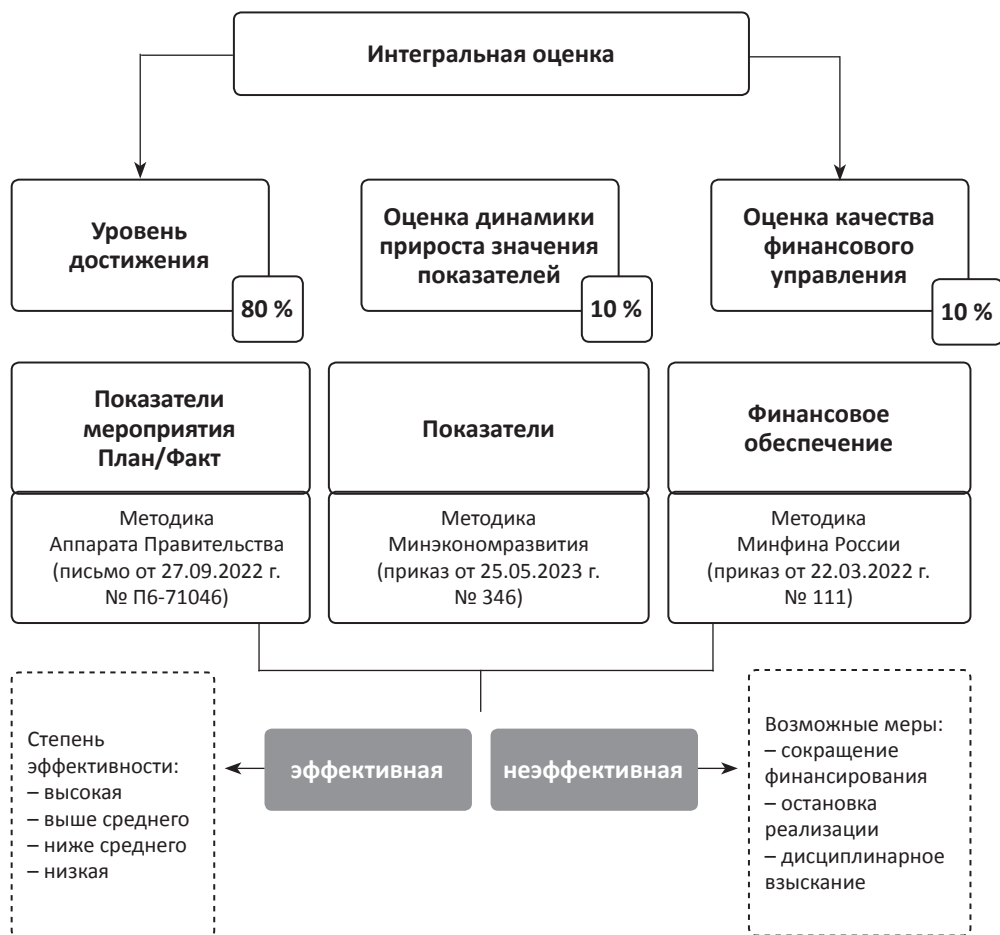 Интегральная оценка
Уровень
достижения
80 %
Оценка динамики
прироста значения
показателей
10 %
Оценка качества
финансового
управления
10 %
Показатели
мероприятия
План/Факт
Методика
Аппарата Правительства
(письмо от 27.09.2022 г.
№ П6-71046)
Показатели
Методика
Минэкономразвития
(приказ от 25.05.2023 г.
№ 346)
Финансовое
обеспечение
Методика
Минфина России
(приказ от 22.03.2022 г.
№ 111)
Степень
эффективности:
– высокая
– выше среднего
– ниже среднего
– низкая
эффективная
неэффективная
Возможные меры:
– сокращение
финансирования
– остановка
реализации
– дисциплинарное
взыскание